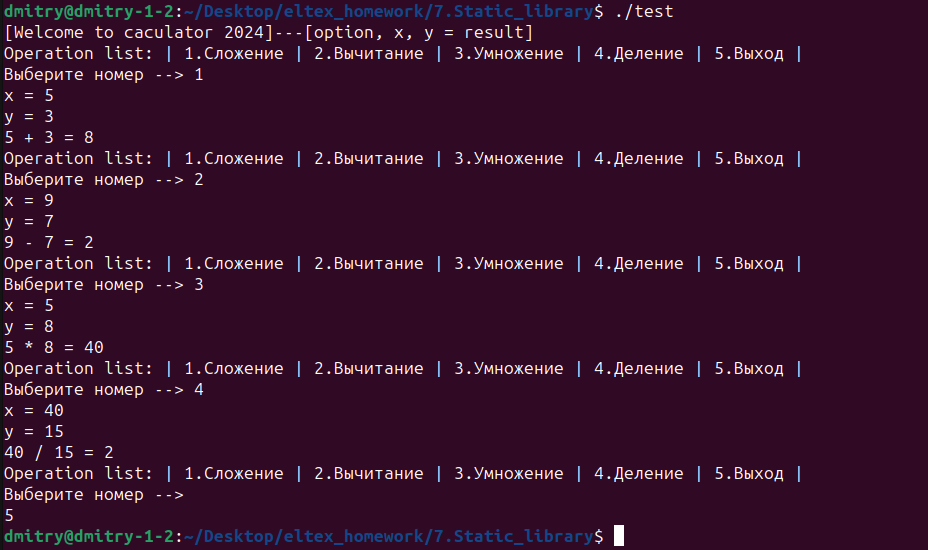 dmitry@dmitry-1-2:~/Desktop/eltex_homework/7.Static_library$ ./test
[Welcome to caculator 2024]---[option, x, y = result]
Operation list: | 1.Сложение | 2.Вычитание | 3.Умножение | 4.Деление | 5.Выход |
Выберите номер --> 1
x = 5
y = 3
5 + 3 = 8
Operation list: | 1.Сложение | 2.Вычитание | 3.Умножение | 4.Деление | 5.Выход |
Выберите номер --> 2
x = 9
y = 7
9 - 7 = 2
Operation list: | 1.Сложение | 2.Вычитание | 3.Умножение | 4.Деление | 5.Выход |
Выберите номер --> 3
x = 5
y = 8
5 * 8 = 40
Operation list: | 1.Сложение | 2.Вычитание | 3.Умножение | 4.Деление | 5.Выход |
Выберите номер --> 4
x = 40
y = 15
40 / 15 = 2
Operation list: | 1.Сложение | 2.Вычитание | 3.Умножение | 4.Деление | 5.Выход |
Выберите номер -->
5
dmitry@dmitry-1-2:~/Desktop/eltex_homework/7.Static_library$